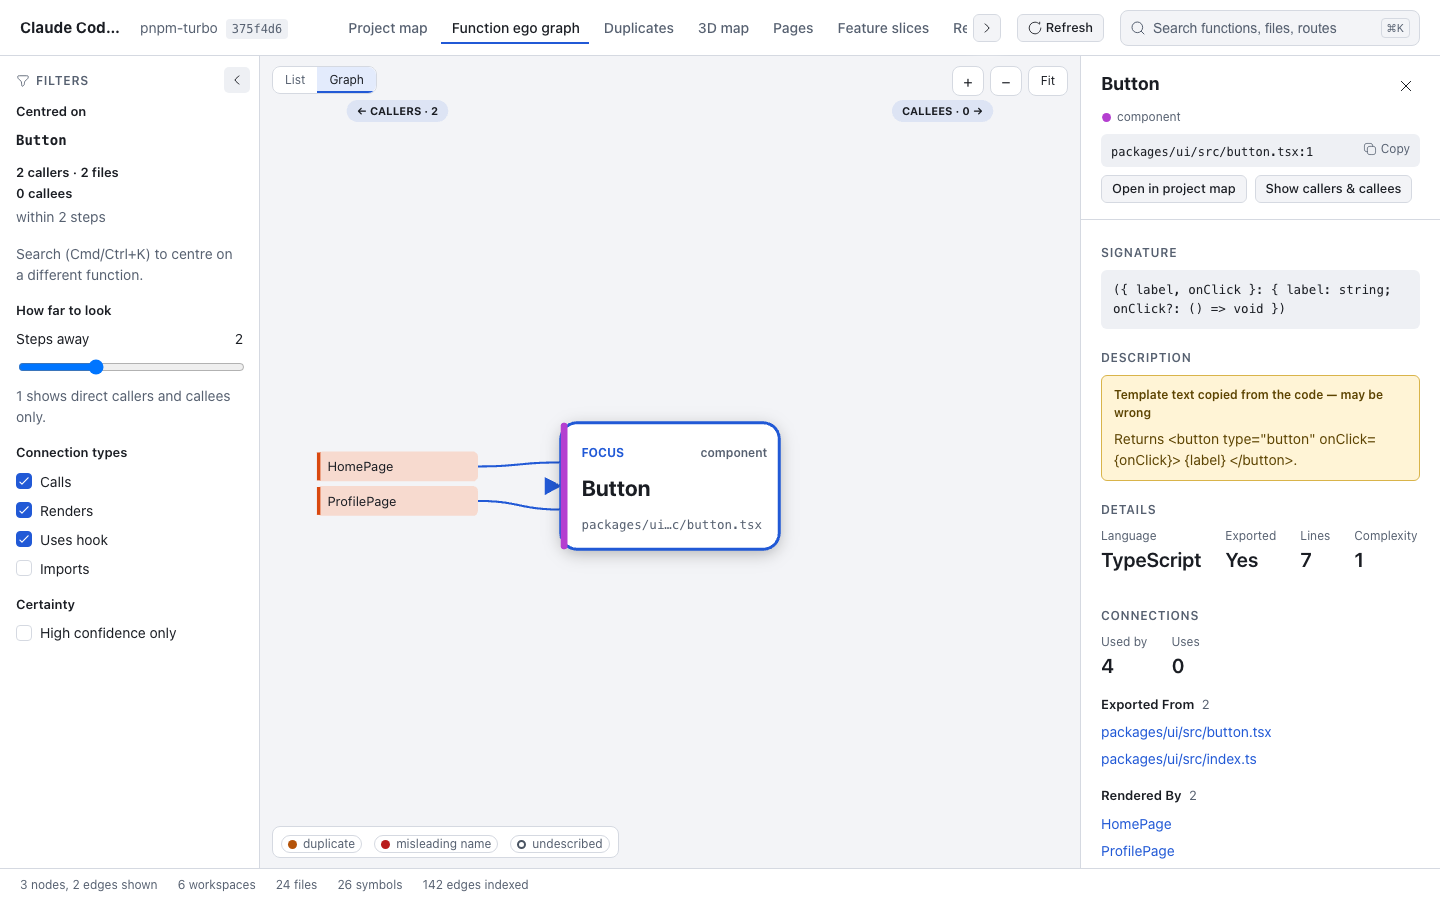 Claude Cod...
pnpm-turbo 375f4d6
Project map
Function ego graph
Duplicates
3D map
Pages
Feature slices
Re
Refresh
Search functions, files, routes
⌘K
FILTERS
Centred on
Button
2 callers · 2 files
0 callees
within 2 steps
Search (Cmd/Ctrl+K) to centre on
a different function.
How far to look
Steps away 2
1 shows direct callers and callees
only.
Connection types
Calls
Renders
Uses hook
Imports
Certainty
High confidence only
List
Graph
+
−
Fit
← CALLERS · 2
CALLEES · 0 →
HomePage
ProfilePage
FOCUS component
Button
packages/ui…c/button.tsx
duplicate
misleading name
undescribed
Button
component
packages/ui/src/button.tsx:1
Copy
Open in project map
Show callers & callees
SIGNATURE
({ label, onClick }: { label: string;
onClick?: () => void })
DESCRIPTION
Template text copied from the code — may be
wrong
Returns <button type="button" onClick=
{onClick}> {label} </button>.
DETAILS
Language Exported Lines Complexity
TypeScript Yes 7 1
CONNECTIONS
Used by Uses
4 0
Exported From 2
packages/ui/src/button.tsx
packages/ui/src/index.ts
Rendered By 2
HomePage
ProfilePage
3 nodes, 2 edges shown
6 workspaces
24 files
26 symbols
142 edges indexed